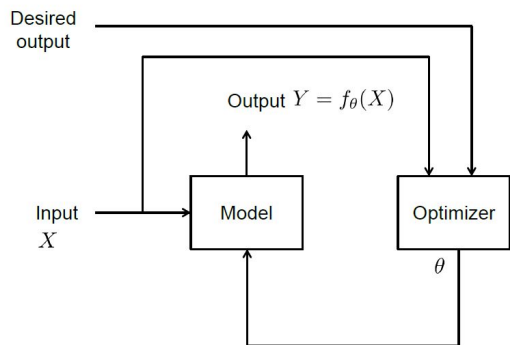 Desired
output
Output Y = f_θ(X)
Input
X
Model
Optimizer
θ